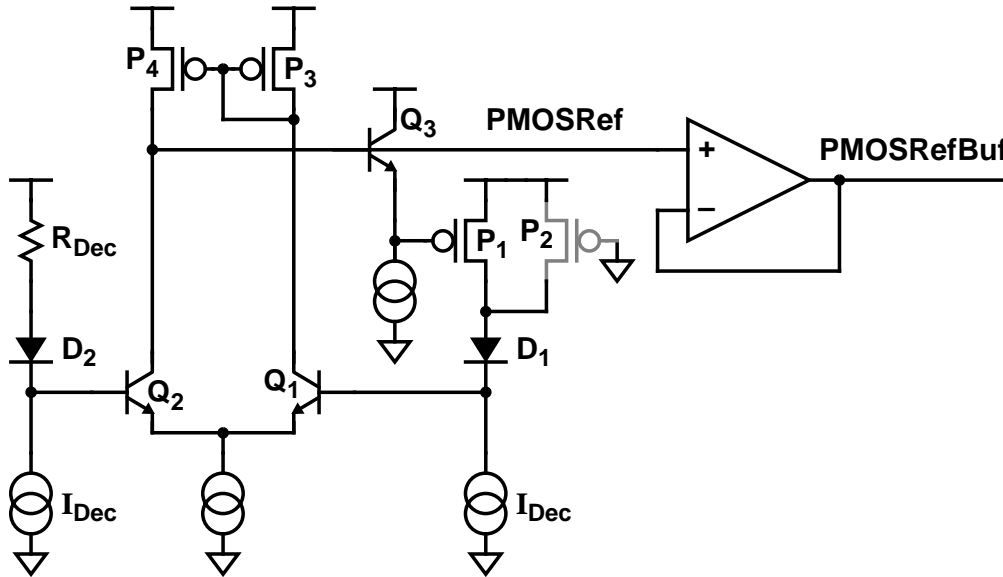 P4
P3
Q3
PMOSRef
PMOSRefBuf
+
−
RDec
P1
P2
D2
D1
Q2
Q1
IDec
IDec